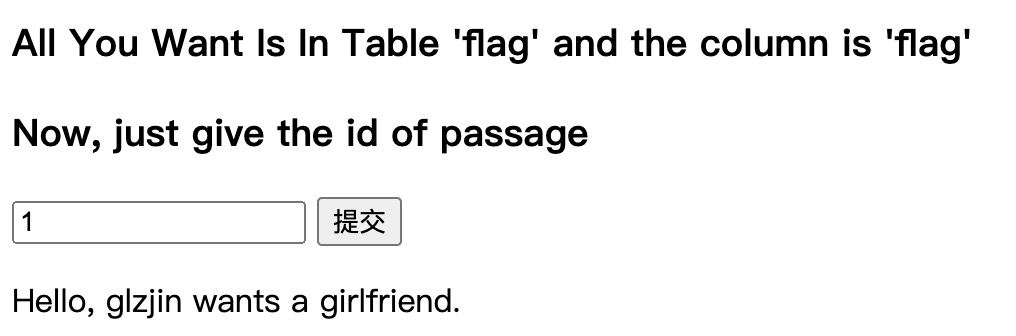 All You Want Is In Table 'flag' and the column is 'flag'
Now, just give the id of passage
1 提交
Hello, glzjin wants a girlfriend.